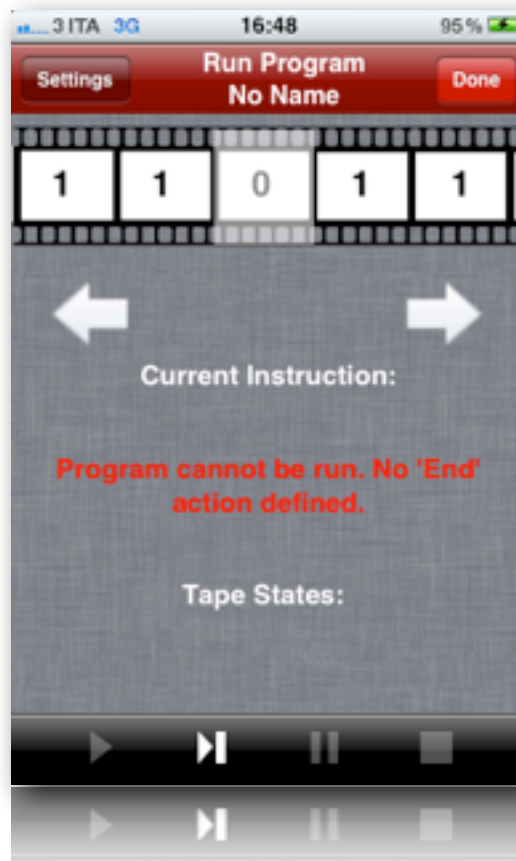 3 ITA 3G 16:48 95%
Settings Run Program Done
No Name
1 1 0 1 1
Current Instruction:
Program cannot be run. No 'End'
action defined.
Tape States: